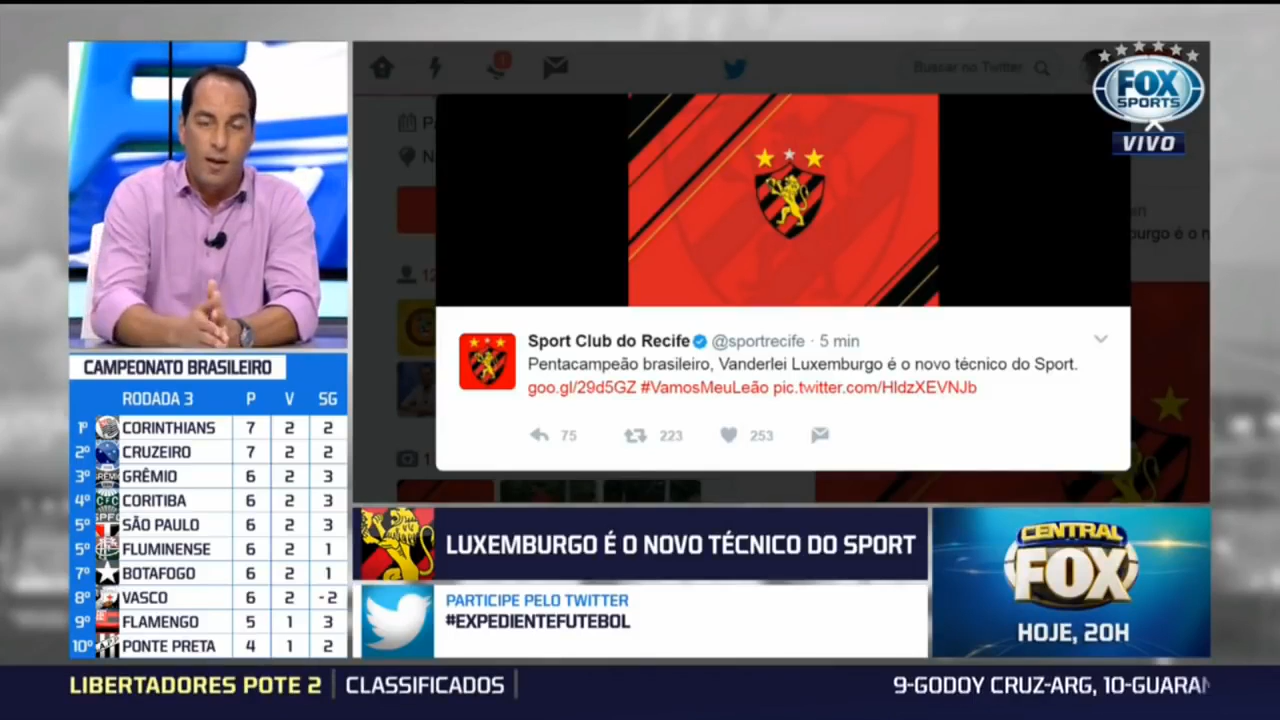 Buscar no Twitter
FOX
SPORTS
VIVO
Sport Club do Recife @sportrecife · 5 min
Pentacampeão brasileiro, Vanderlei Luxemburgo é o novo técnico do Sport.
goo.gl/29d5GZ #VamosMeuLeão pic.twitter.com/HldzXEVNJb
75 223 253
CAMPEONATO BRASILEIRO
RODADA 3 P V SG
1º CORINTHIANS 7 2 2
2º CRUZEIRO 7 2 2
3º GRÊMIO 6 2 3
4º CORITIBA 6 2 3
5º SÃO PAULO 6 2 3
5º FLUMINENSE 6 2 1
7º BOTAFOGO 6 2 1
8º VASCO 6 2 -2
9º FLAMENGO 5 1 3
10º PONTE PRETA 4 1 2
LUXEMBURGO É O NOVO TÉCNICO DO SPORT
PARTICIPE PELO TWITTER
#EXPEDIENTEFUTEBOL
CENTRAL
FOX
HOJE, 20H
LIBERTADORES POTE 2 CLASSIFICADOS 9-GODOY CRUZ-ARG, 10-GUARAN